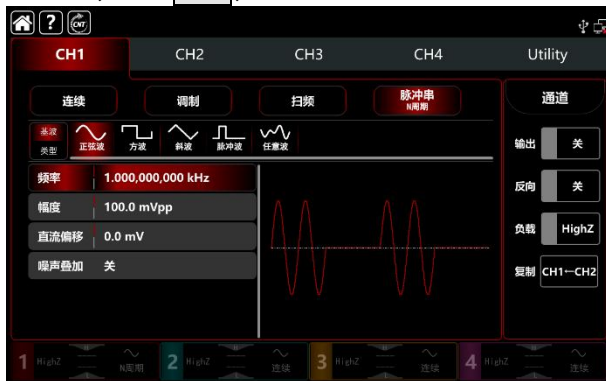 ? CNT
CH1 CH2 CH3 CH4 Utility
连续 调制 扫频 脉冲串
N周期
通道
基波
类型
正弦波 方波 斜波 脉冲波 任意波
输出 关
频率 1.000,000,000 kHz
反向 关
幅度 100.0 mVpp
直流偏移 0.0 mV
负载 HighZ
噪声叠加 关
复制 CH1←CH2
1 HighZ N周期 2 HighZ 连续 3 HighZ 连续 4 HighZ 连续